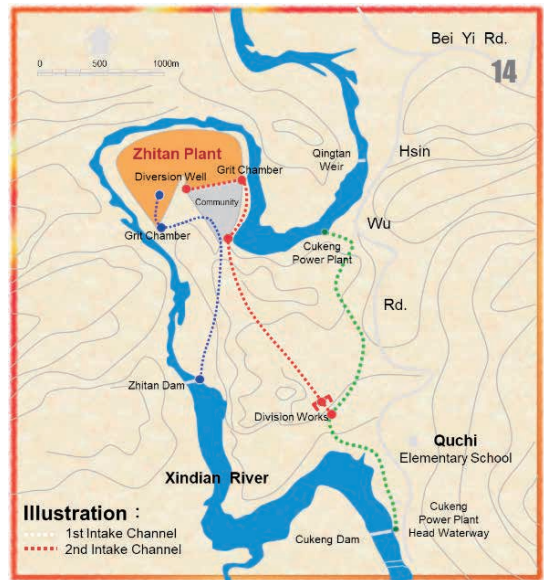 Bei Yi Rd.
14
0 500 1000m
Zhitan Plant
Diversion Well
Grit Chamber
Community
Grit Chamber
Qingtan
Weir
Hsin
Wu
Rd.
Cukeng
Power Plant
Zhitan Dam
Division Works
Quchi
Elementary School
Xindian River
Cukeng Dam
Cukeng
Power Plant
Head Waterway
Illustration :
1st Intake Channel
2nd Intake Channel